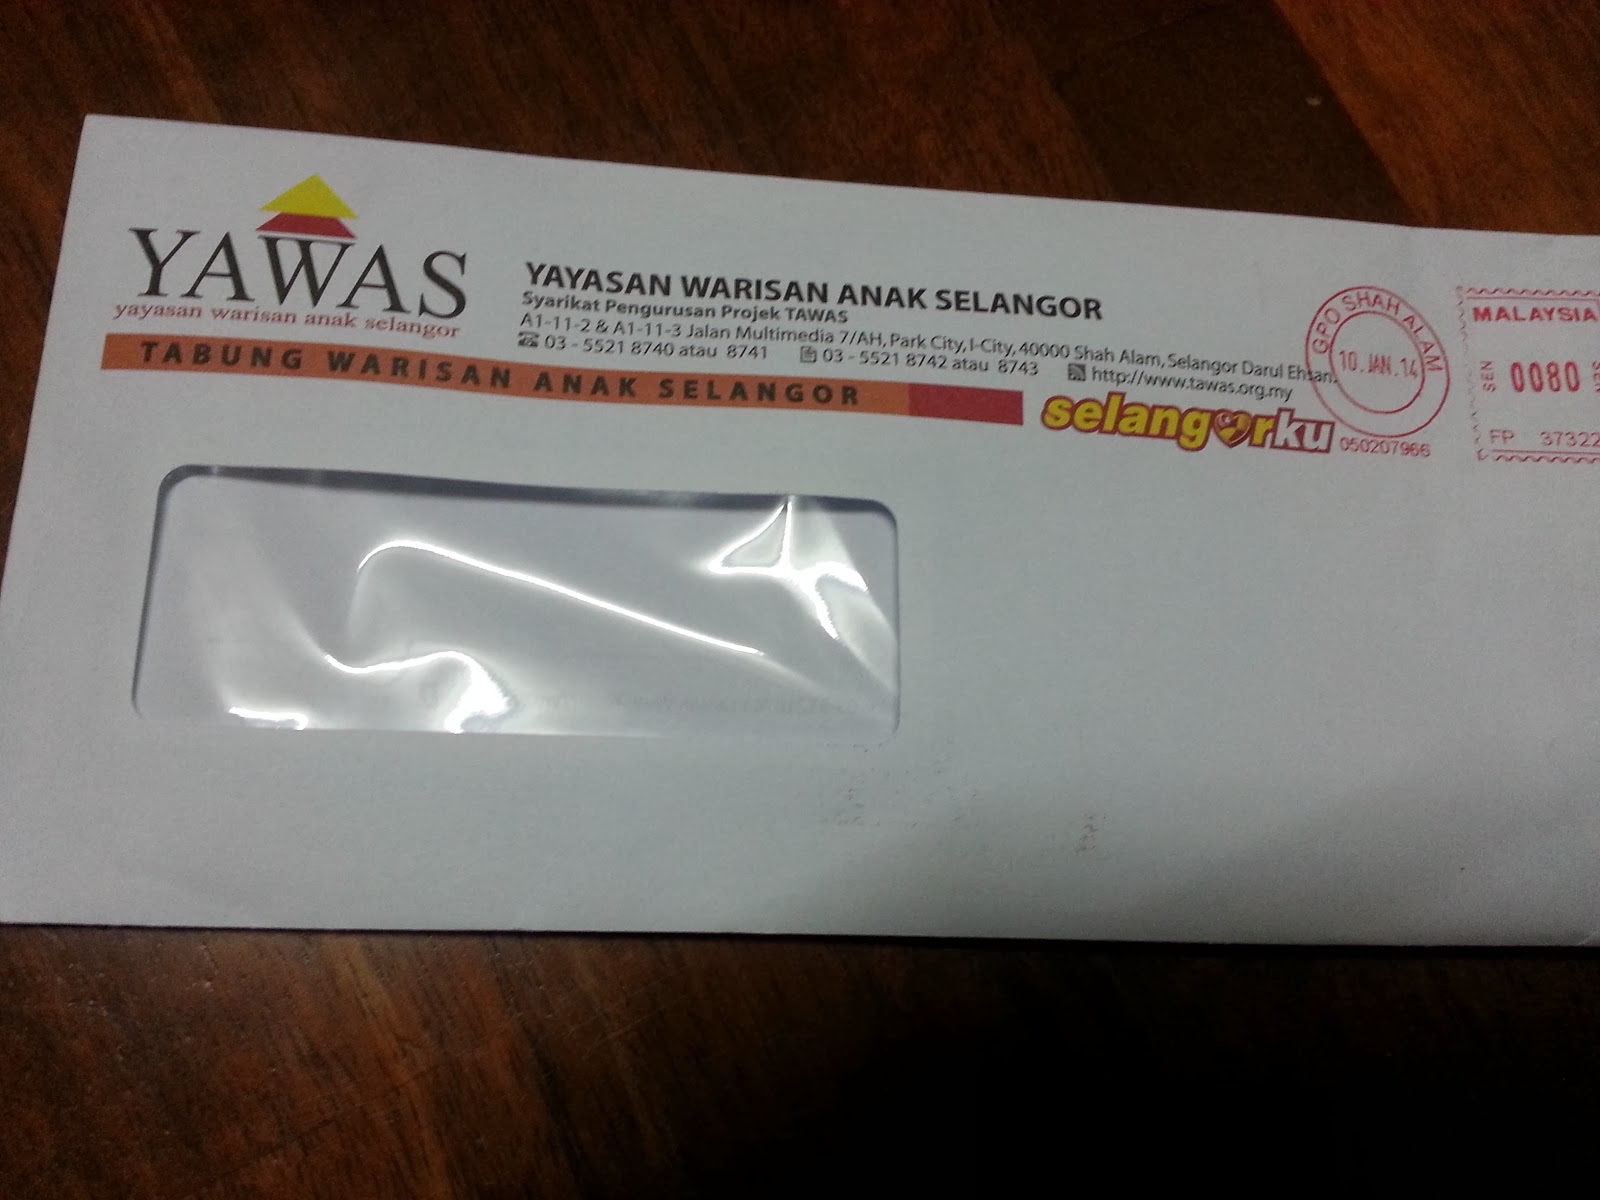 YAWAS
yayasan warisan anak selangor
TABUNG WARISAN ANAK SELANGOR
YAYASAN WARISAN ANAK SELANGOR
Syarikat Pengurusan Projek TAWAS
A1-11-2 & A1-11-3 Jalan Multimedia 7/AH, Park City, I-City, 40000 Shah Alam, Selangor Darul Ehsan.
03 - 5521 8740 atau 8741 03 - 5521 8742 atau 8743 http://www.tawas.org.my
selangorku
GPO SHAH ALAM
10. JAN. 14
050207966
MALAYSIA
SEN 0080
FP 37322